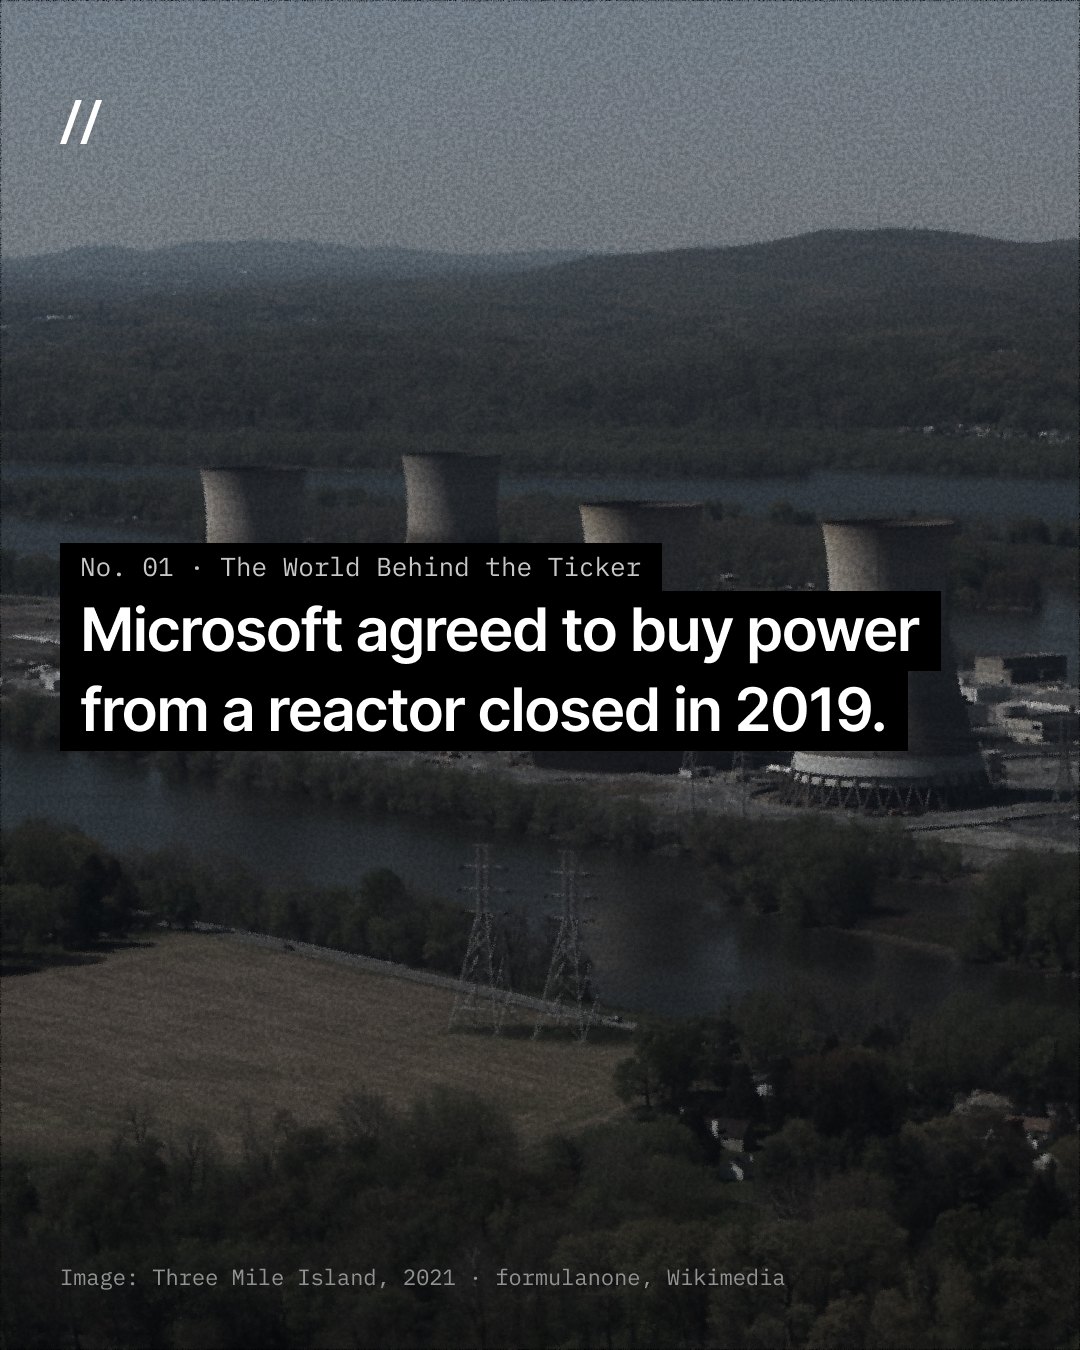 //
No. 01 · The World Behind the Ticker
Microsoft agreed to buy power
from a reactor closed in 2019.
Image: Three Mile Island, 2021 · formulanone, Wikimedia